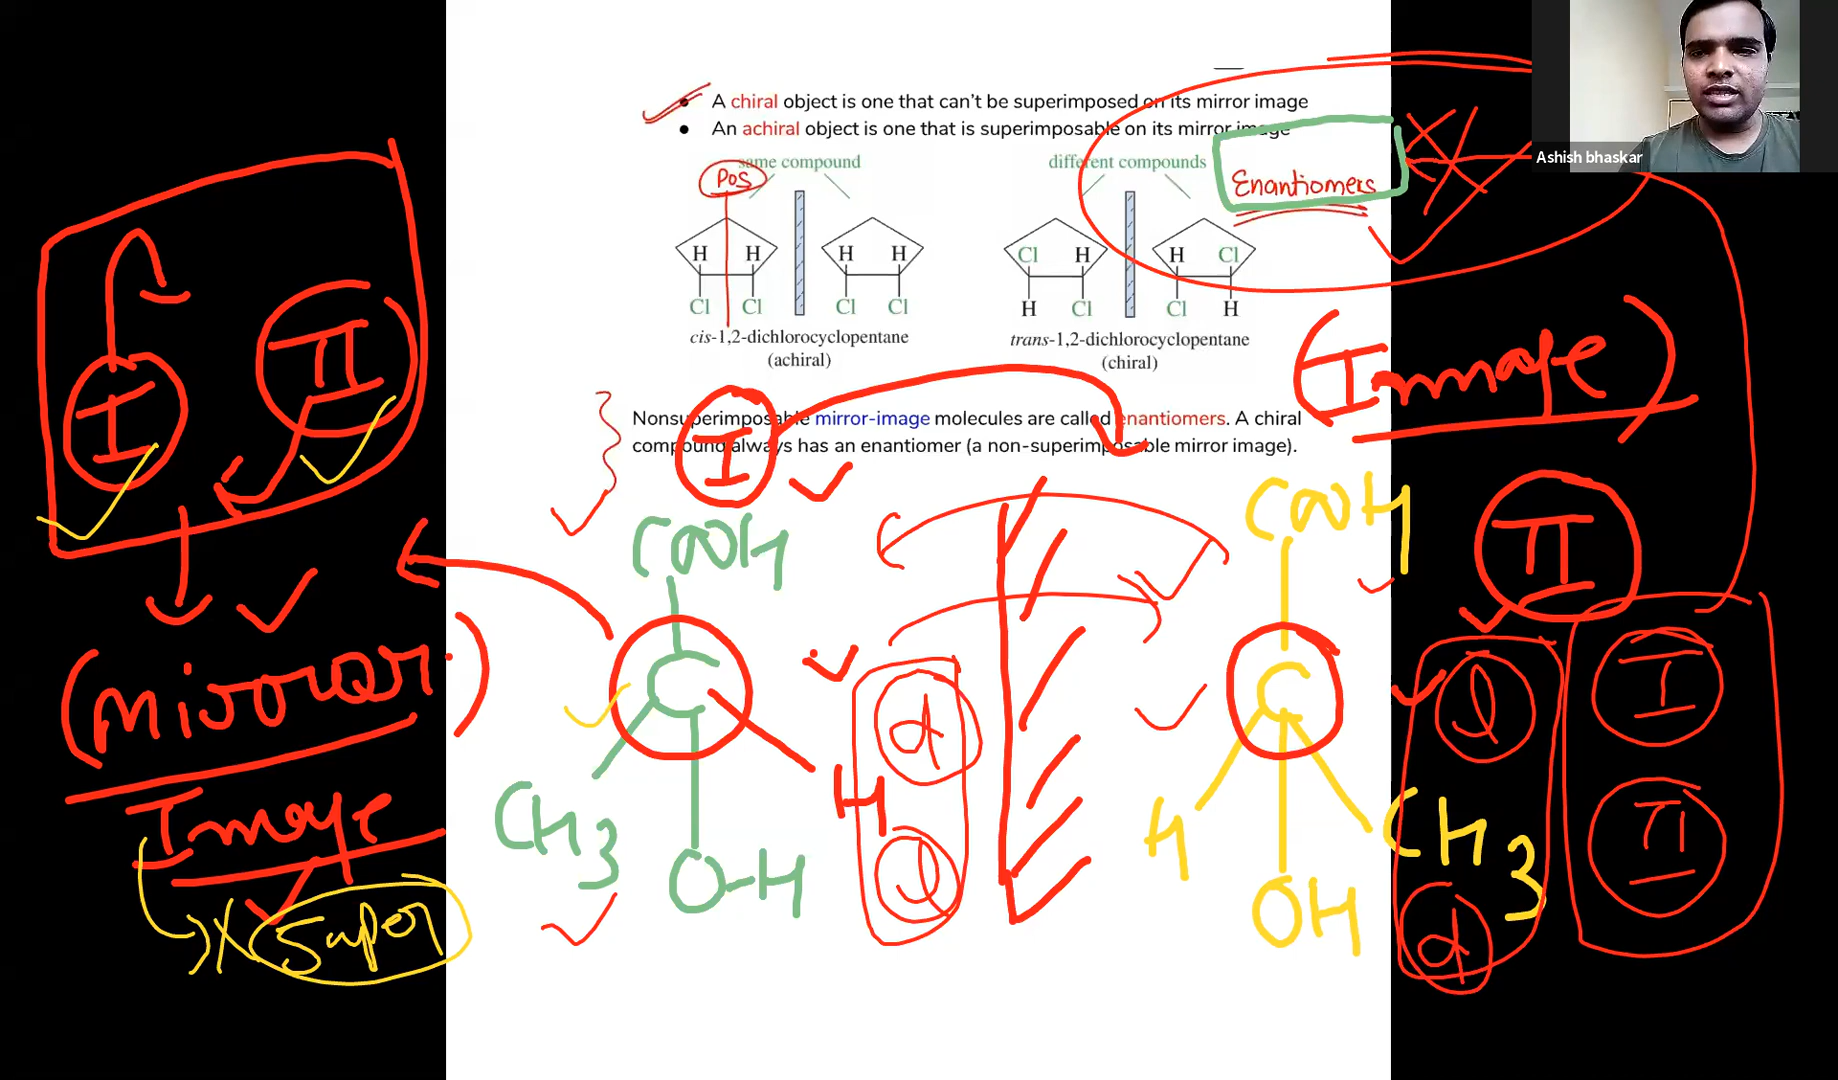 A chiral object is one that can't be superimposed on its mirror image
An achiral object is one that is superimposable on its mirror image
Ashish bhaskar
same compound
different compounds
Enantiomers
POS
H H H H
Cl Cl Cl Cl
Cl H H Cl
H Cl Cl H
cis-1,2-dichlorocyclopentane
(achiral)
trans-1,2-dichlorocyclopentane
(chiral)
Nonsuperimposable mirror-image molecules are called enantiomers. A chiral
compound always has an enantiomer (a non-superimposable mirror image).
I
II
I
(Immage)
II
(Mirror
Image
Super
COOH
C
CH3
H
O-H
d
l
COOH
C
H
CH3
OH
l
d
I
II